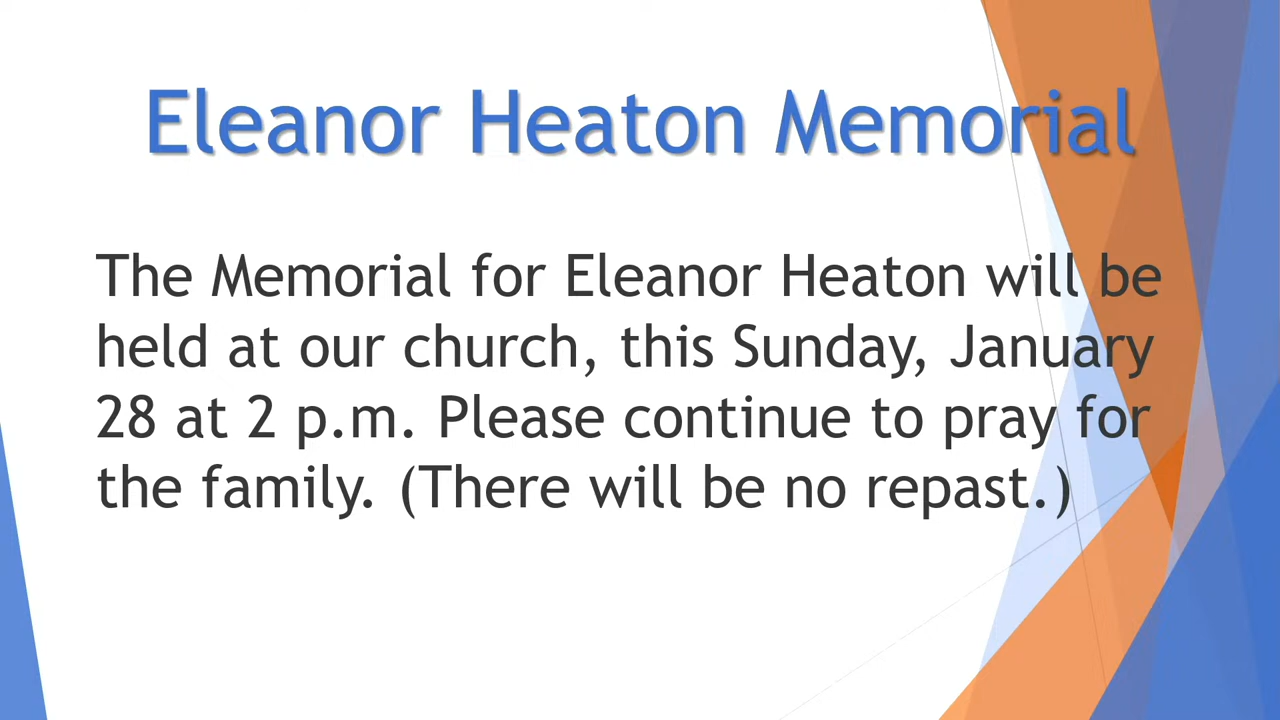 Eleanor Heaton Memorial
The Memorial for Eleanor Heaton will be
held at our church, this Sunday, January
28 at 2 p.m. Please continue to pray for
the family. (There will be no repast.)